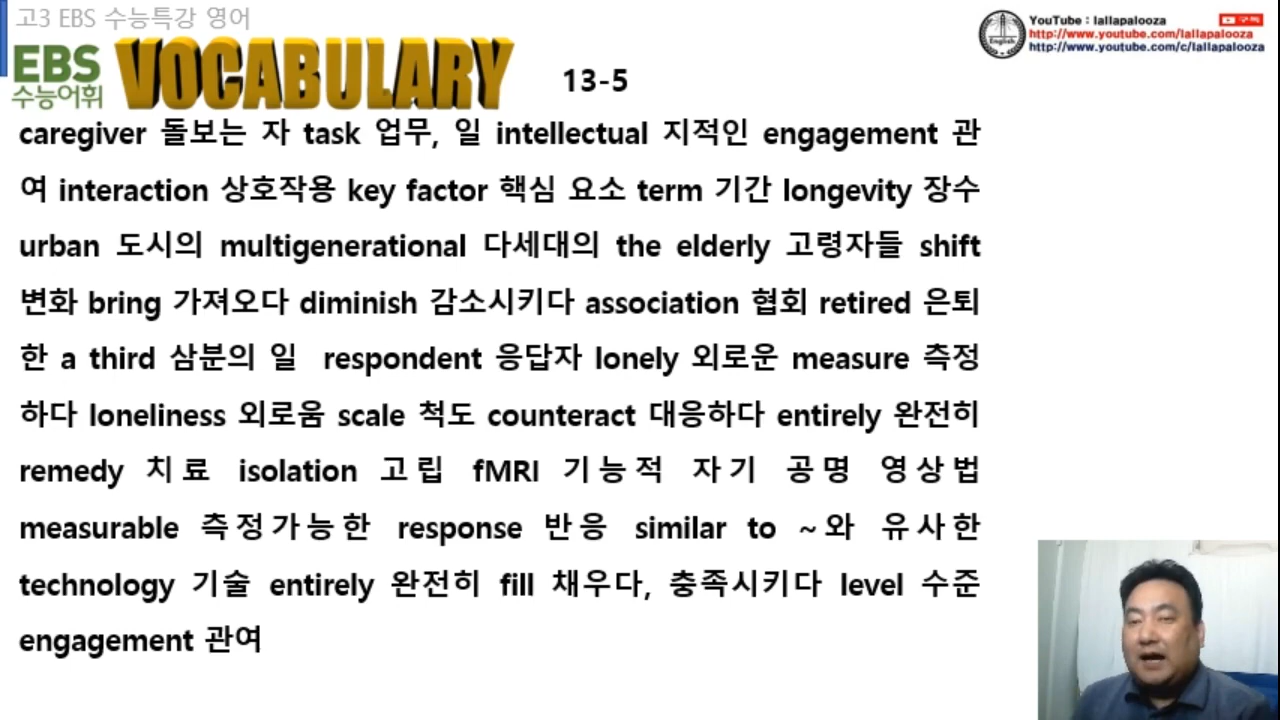 고3 EBS 수능특강 영어
EBS
수능어휘
VOCABULARY
13-5
YouTube : lallapalooza
구독
http://www.youtube.com/lallapalooza
http://www.youtube.com/c/lallapalooza
English
caregiver 돌보는 자 task 업무, 일 intellectual 지적인 engagement 관
여 interaction 상호작용 key factor 핵심 요소 term 기간 longevity 장수
urban 도시의 multigenerational 다세대의 the elderly 고령자들 shift
변화 bring 가져오다 diminish 감소시키다 association 협회 retired 은퇴
한 a third 삼분의 일 respondent 응답자 lonely 외로운 measure 측정
하다 loneliness 외로움 scale 척도 counteract 대응하다 entirely 완전히
remedy 치료 isolation 고립 fMRI 기능적 자기 공명 영상법
measurable 측정가능한 response 반응 similar to ~와 유사한
technology 기술 entirely 완전히 fill 채우다, 충족시키다 level 수준
engagement 관여